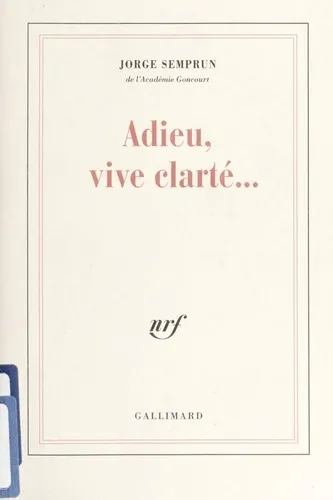 JORGE SEMPRUN
de l'Académie Goncourt
Adieu,
vive clarté...
nrf
GALLIMARD